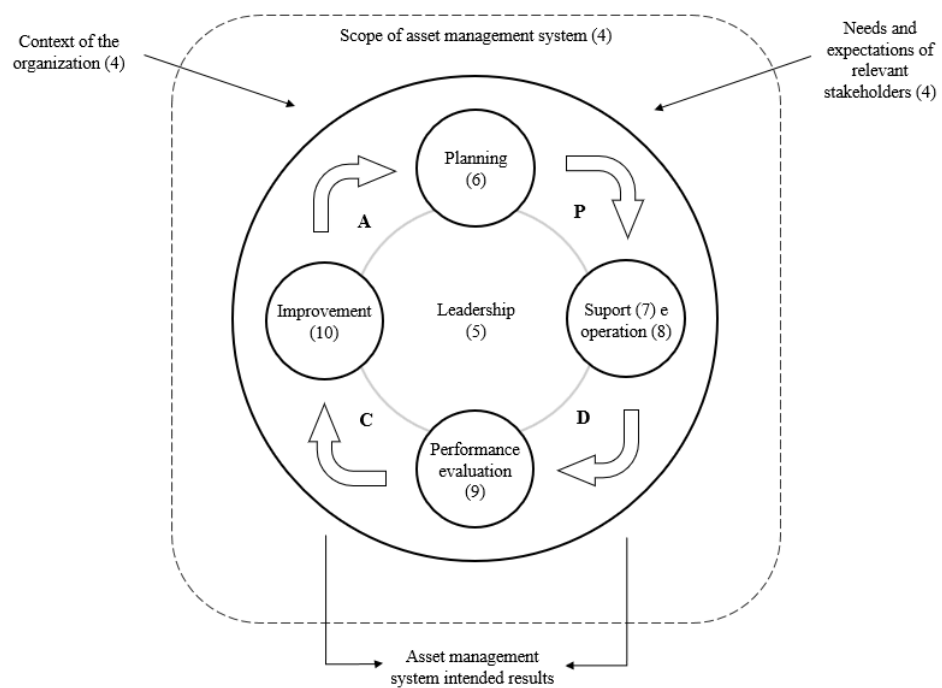 Context of the
organization (4)
Scope of asset management system (4)
Needs and
expectations of
relevant
stakeholders (4)
Planning
(6)
A
P
Improvement
(10)
Leadership
(5)
Suport (7) e
operation (8)
C
D
Performance
evaluation
(9)
Asset management
system intended results